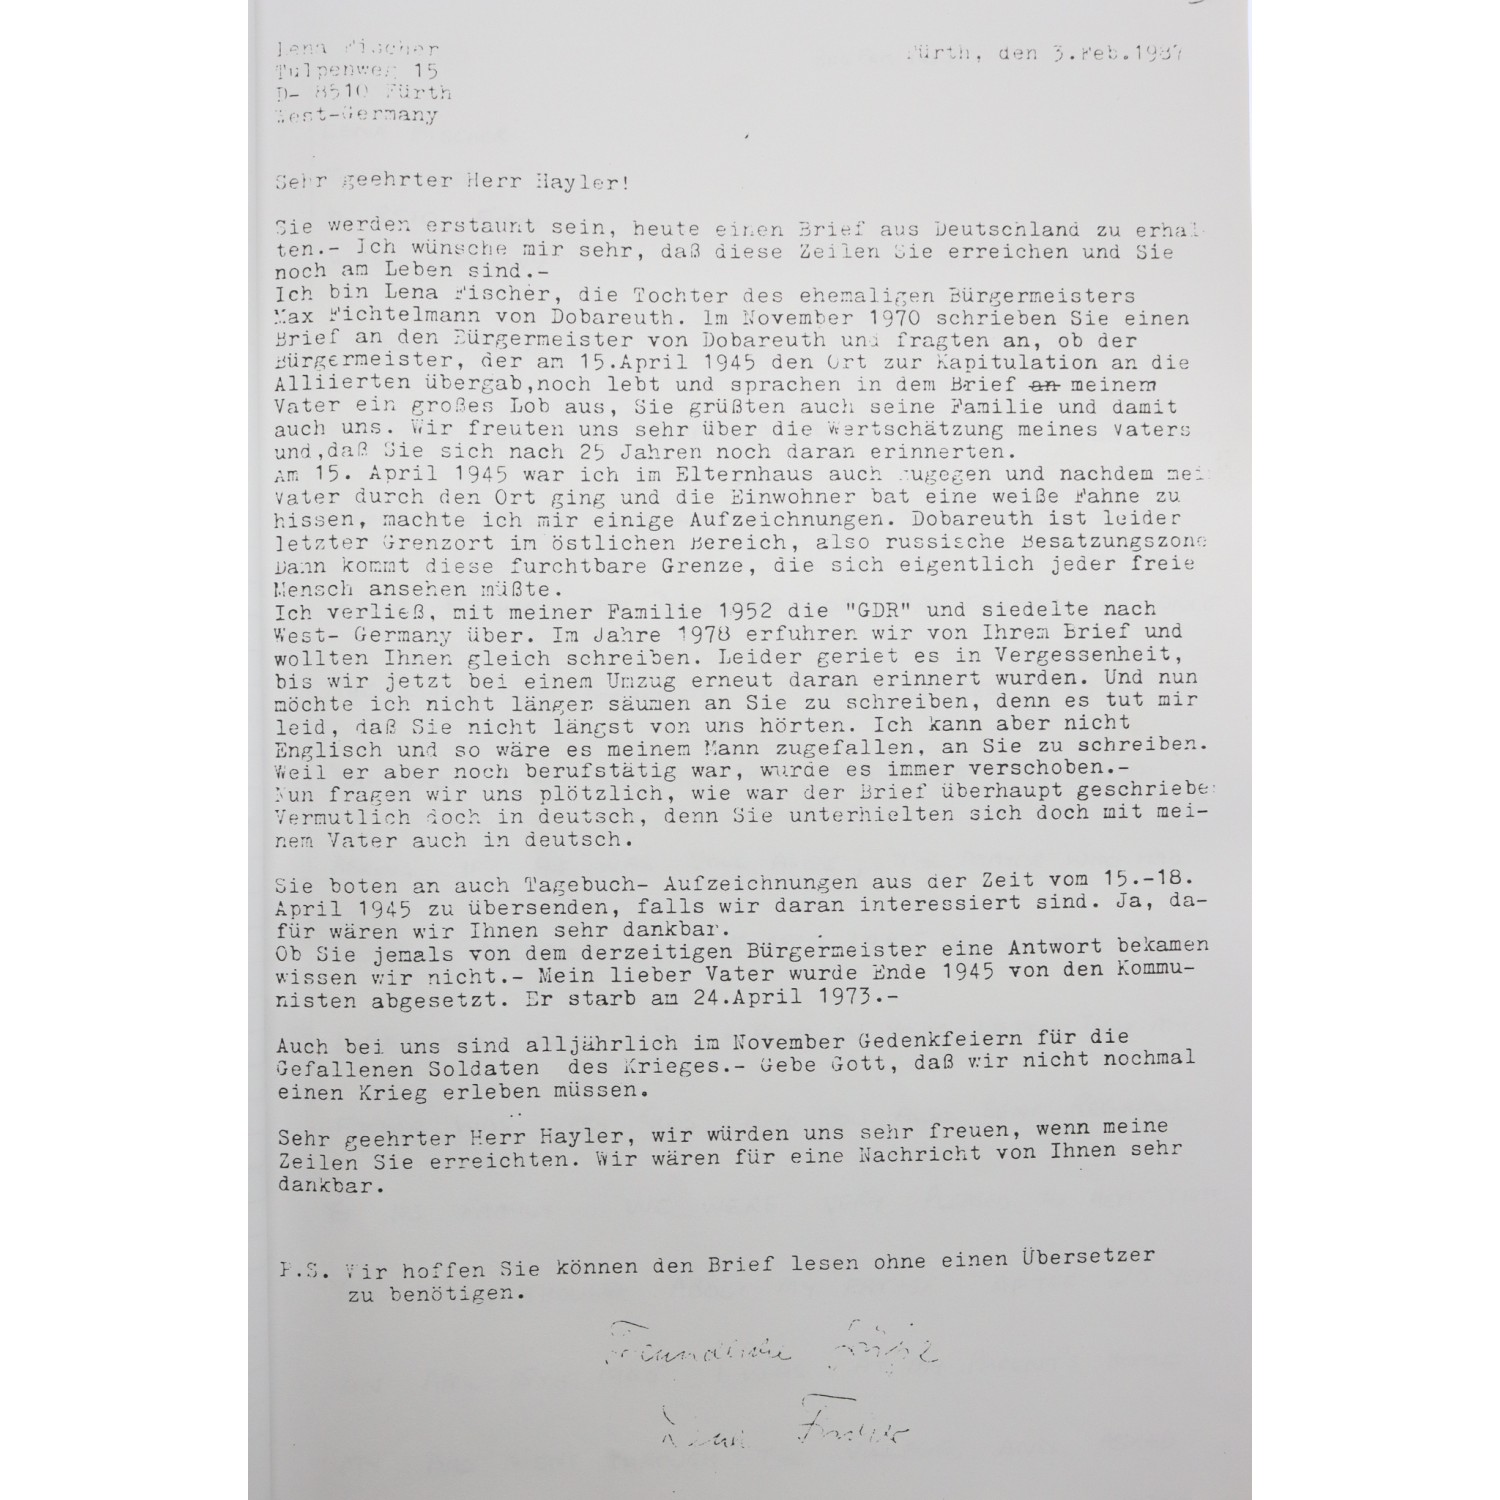 Lena Fischer
Tulpenweg 15
D- 8510 Fürth
West-Germany
Fürth, den 3.Feb.1987
Sehr geehrter Herr Hayler!
Sie werden erstaunt sein, heute einen Brief aus Deutschland zu erhal-
ten.- Ich wünsche mir sehr, daß diese Zeilen Sie erreichen und Sie
noch am Leben sind.-
Ich bin Lena Fischer, die Tochter des ehemaligen Bürgermeisters
Max Fichtelmann von Dobareuth. Im November 1970 schrieben Sie einen
Brief an den Bürgermeister von Dobareuth und fragten an, ob der
Bürgermeister, der am 15.April 1945 den Ort zur Kapitulation an die
Alliierten übergab,noch lebt und sprachen in dem Brief an meinem
Vater ein großes Lob aus, Sie grüßten auch seine Familie und damit
auch uns. Wir freuten uns sehr über die Wertschätzung meines Vaters
und,daß Sie sich nach 25 Jahren noch daran erinnerten.
Am 15. April 1945 war ich im Elternhaus auch zugegen und nachdem mei
Vater durch den Ort ging und die Einwohner bat eine weiße Fahne zu
hissen, machte ich mir einige Aufzeichnungen. Dobareuth ist leider
letzter Grenzort im östlichen Bereich, also russische Besatzungszone
Dann kommt diese furchtbare Grenze, die sich eigentlich jeder freie
Mensch ansehen müßte.
Ich verließ, mit meiner Familie 1952 die "GDR" und siedelte nach
West- Germany über. Im Jahre 1978 erfuhren wir von Ihrem Brief und
wollten Ihnen gleich schreiben. Leider geriet es in Vergessenheit,
bis wir jetzt bei einem Umzug erneut daran erinnert wurden. Und nun
möchte ich nicht länger säumen an Sie zu schreiben, denn es tut mir
leid, daß Sie nicht längst von uns hörten. Ich kann aber nicht
Englisch und so wäre es meinem Mann zugefallen, an Sie zu schreiben.
Weil er aber noch berufstätig war, wurde es immer verschoben.-
Nun fragen wir uns plötzlich, wie war der Brief überhaupt geschriebe
Vermutlich doch in deutsch, denn Sie unterhielten sich doch mit mei-
nem Vater auch in deutsch.
Sie boten an auch Tagebuch- Aufzeichnungen aus der Zeit vom 15.-18.
April 1945 zu übersenden, falls wir daran interessiert sind. Ja, da-
für wären wir Ihnen sehr dankbar.
Ob Sie jemals von dem derzeitigen Bürgermeister eine Antwort bekamen
wissen wir nicht.- Mein lieber Vater wurde Ende 1945 von den Kommu-
nisten abgesetzt. Er starb am 24.April 1973.-
Auch bei uns sind alljährlich im November Gedenkfeiern für die
Gefallenen Soldaten des Krieges.- Gebe Gott, daß wir nicht nochmal
einen Krieg erleben müssen.
Sehr geehrter Herr Hayler, wir würden uns sehr freuen, wenn meine
Zeilen Sie erreichten. Wir wären für eine Nachricht von Ihnen sehr
dankbar.
P.S. Wir hoffen Sie können den Brief lesen ohne einen Übersetzer
zu benötigen.
Freundliche Grüße
Lena Fischer